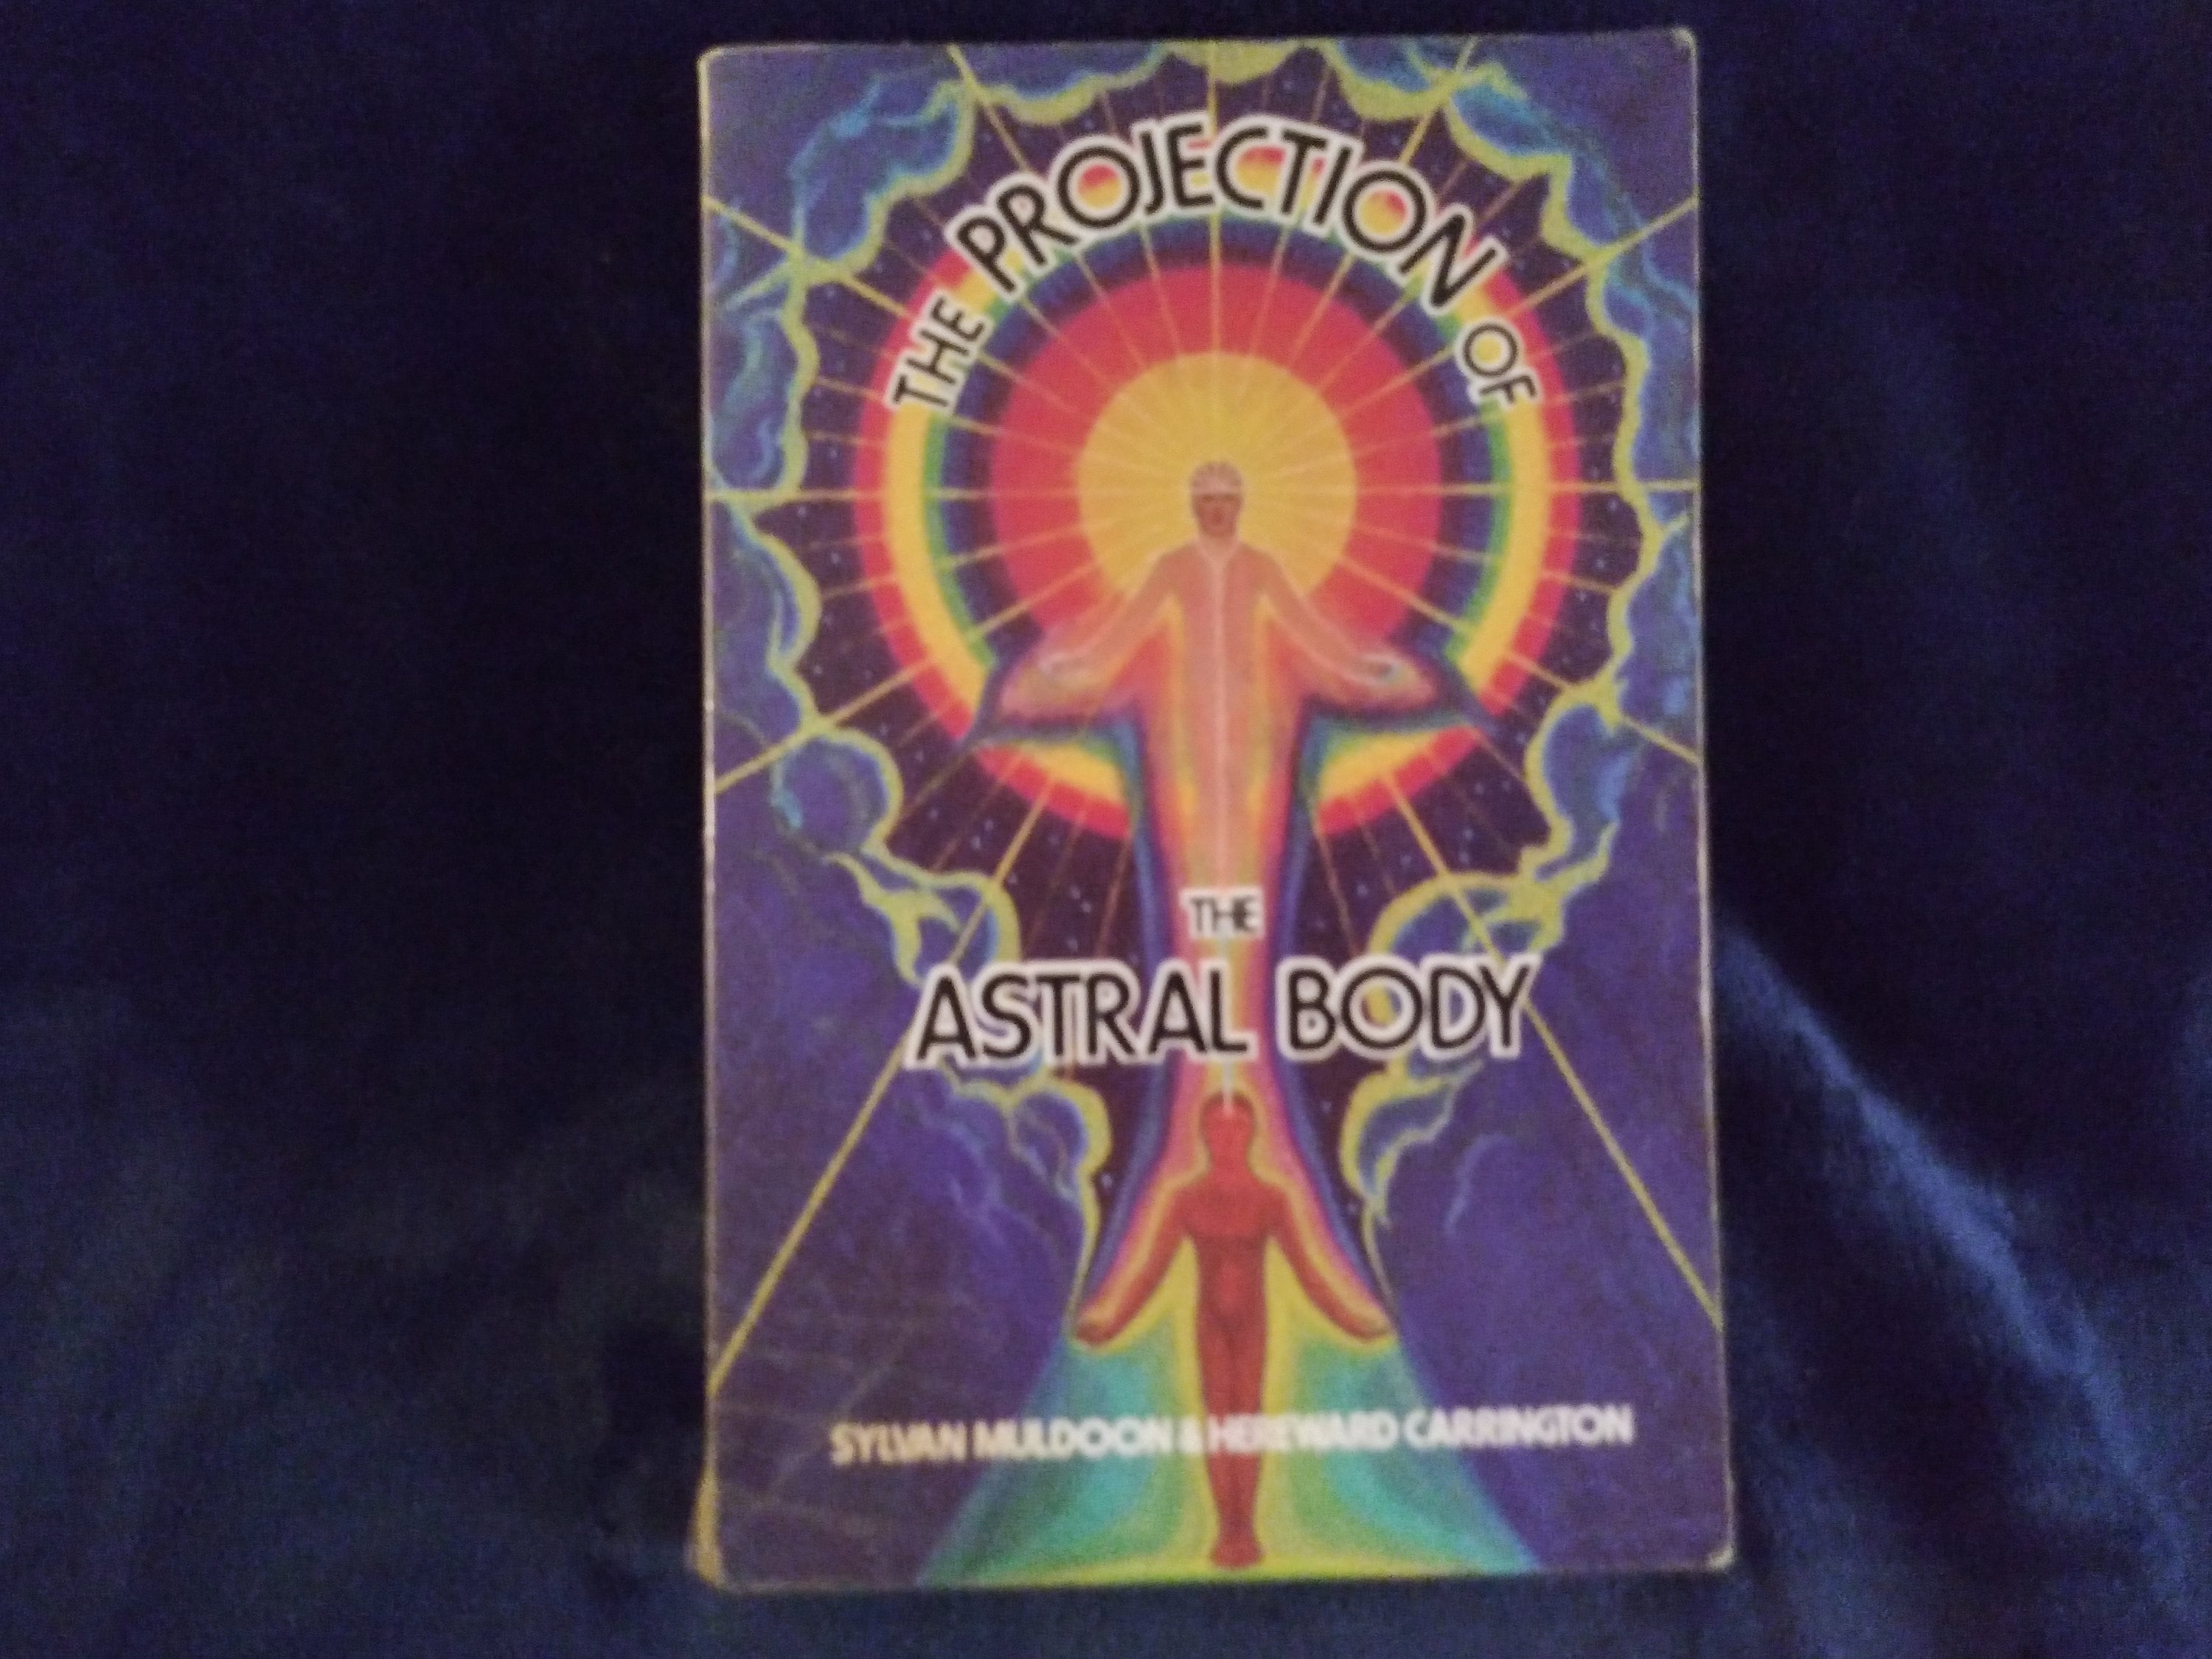 THE PROJECTION OF
THE
ASTRAL BODY
SYLVAN MULDOON & HEREWARD CARRINGTON